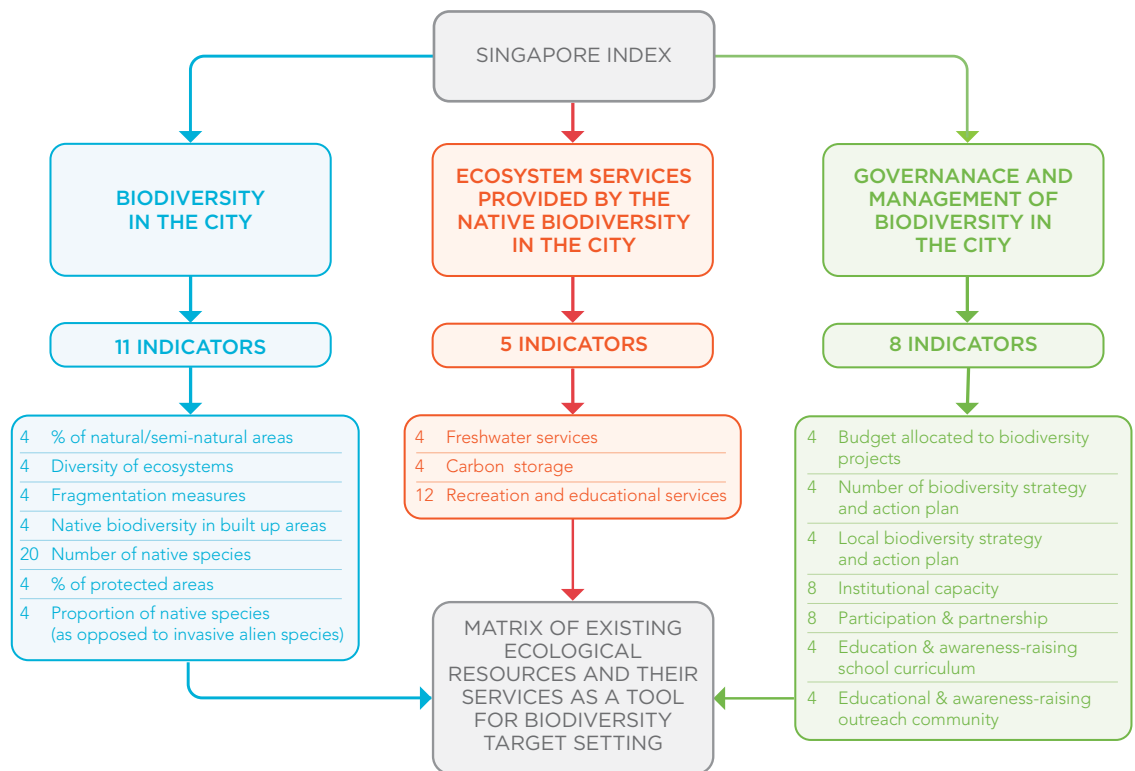 SINGAPORE INDEX
BIODIVERSITY
IN THE CITY
11 INDICATORS
4 % of natural/semi-natural areas
4 Diversity of ecosystems
4 Fragmentation measures
4 Native biodiversity in built up areas
20 Number of native species
4 % of protected areas
4 Proportion of native species
(as opposed to invasive alien species)
ECOSYSTEM SERVICES
PROVIDED BY THE
NATIVE BIODIVERSITY
IN THE CITY
5 INDICATORS
4 Freshwater services
4 Carbon storage
12 Recreation and educational services
GOVERNANACE AND
MANAGEMENT OF
BIODIVERSITY IN
THE CITY
8 INDICATORS
4 Budget allocated to biodiversity
projects
4 Number of biodiversity strategy
and action plan
4 Local biodiversity strategy
and action plan
8 Institutional capacity
8 Participation & partnership
4 Education & awareness-raising
school curriculum
4 Educational & awareness-raising
outreach community
MATRIX OF EXISTING
ECOLOGICAL
RESOURCES AND THEIR
SERVICES AS A TOOL
FOR BIODIVERSITY
TARGET SETTING